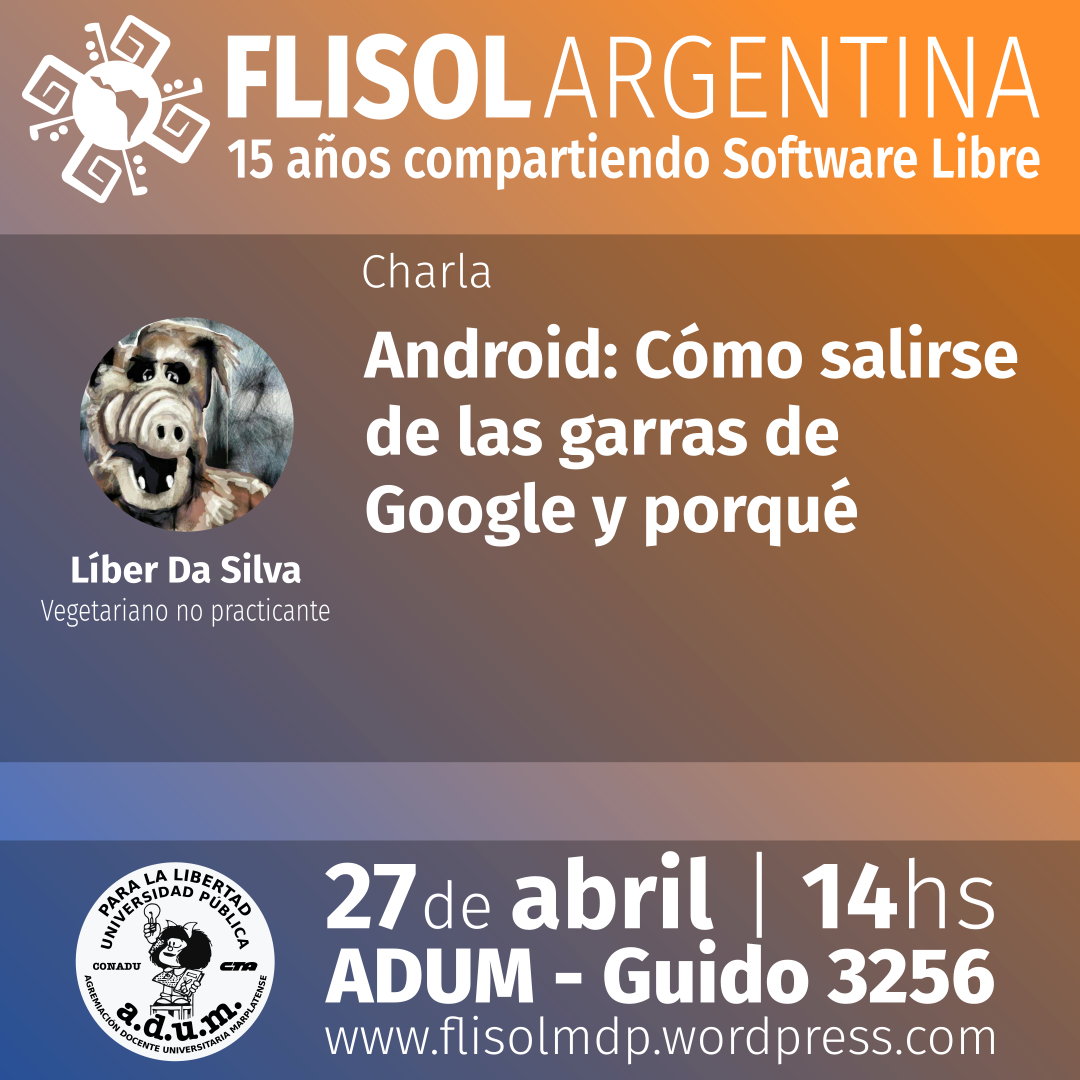 FLISOL ARGENTINA
15 años compartiendo Software Libre
Charla
Android: Cómo salirse
de las garras de
Google y porqué
Líber Da Silva
Vegetariano no practicante
PARA LA LIBERTAD
UNIVERSIDAD PÚBLICA
CONADU CTA
a.d.u.m.
AGREMIACIÓN DOCENTE UNIVERSITARIA MARPLATENSE
27 de abril | 14hs
ADUM - Guido 3256
www.flisolmdp.wordpress.com